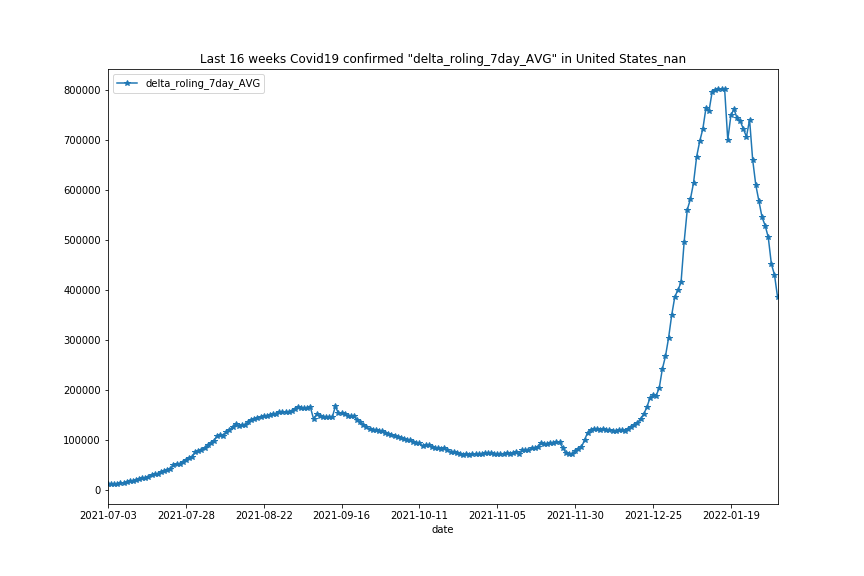 Last 16 weeks Covid19 confirmed "delta_roling_7day_AVG" in United States_nan
delta_roling_7day_AVG
800000
700000
600000
500000
400000
300000
200000
100000
0
2021-07-03 2021-07-28 2021-08-22 2021-09-16 2021-10-11 2021-11-05 2021-11-30 2021-12-25 2022-01-19
date